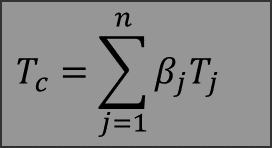 $T_c = \sum_{j=1}^{n} \beta_j T_j$